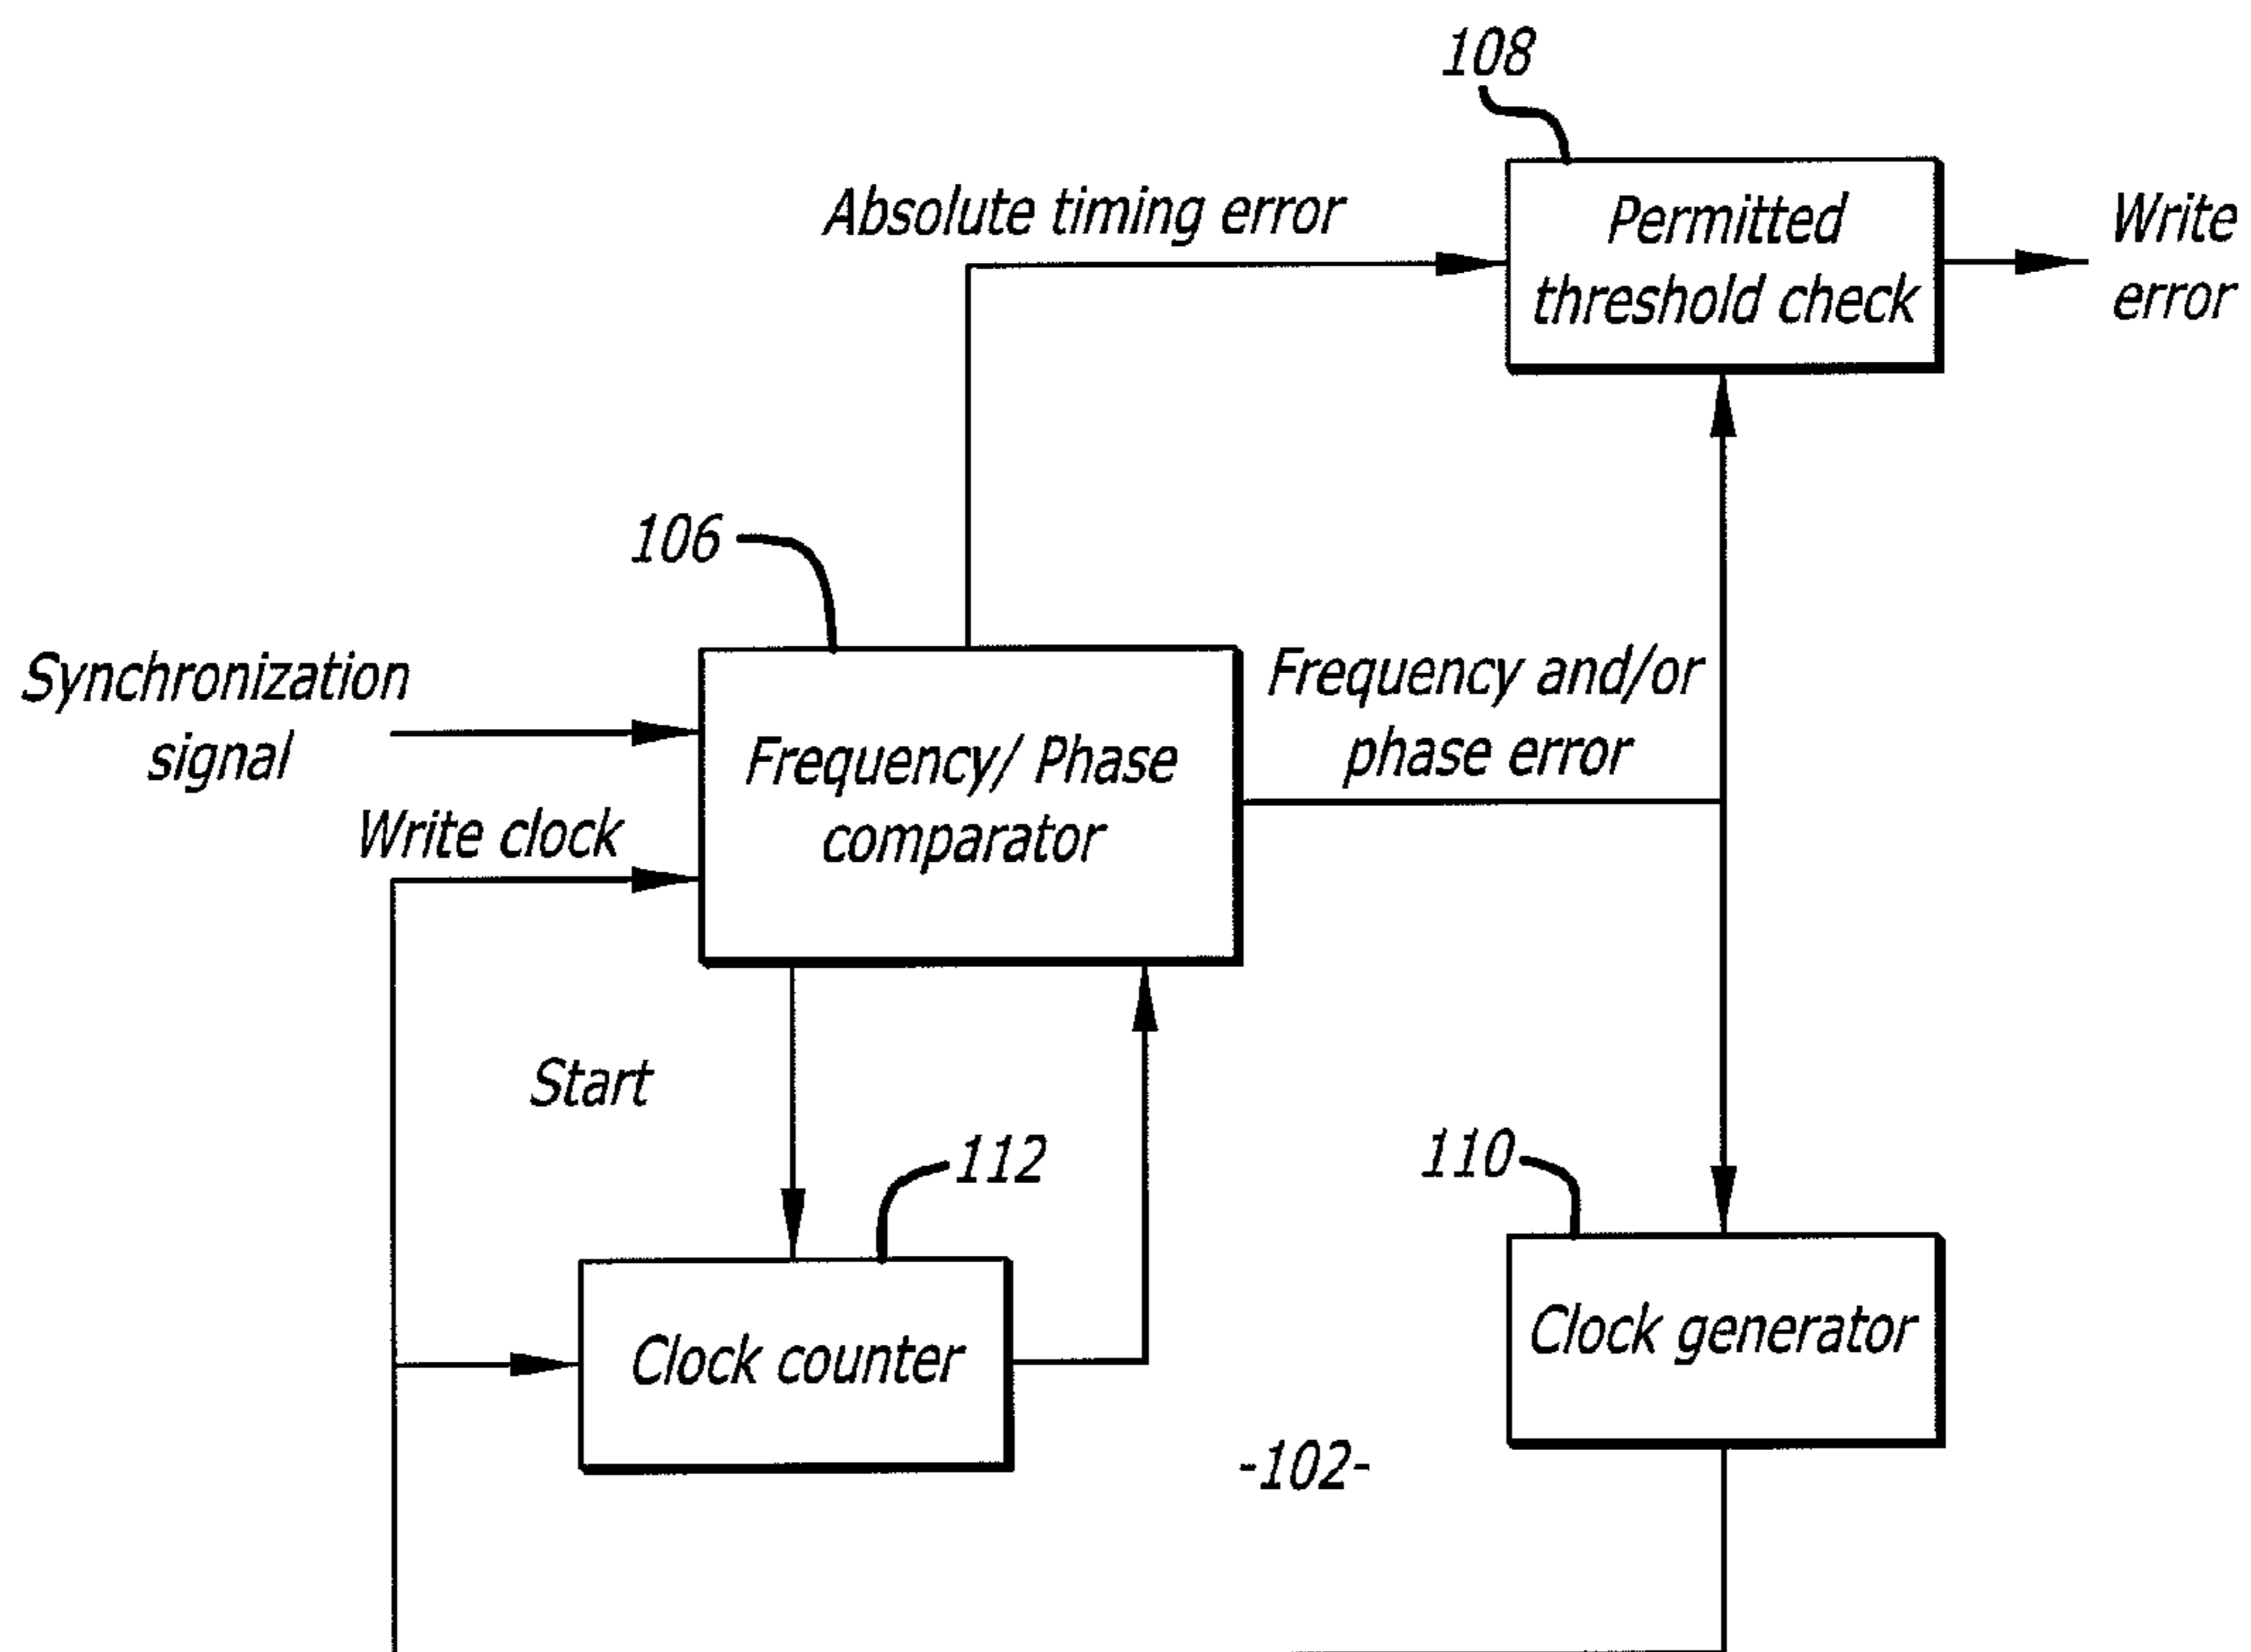 108
Absolute timing error
Permitted
threshold check
Write
error
106
Synchronization
signal
Frequency/ Phase
comparator
Frequency and/or
phase error
Write clock
Start
112
110
Clock counter
Clock generator
-102-